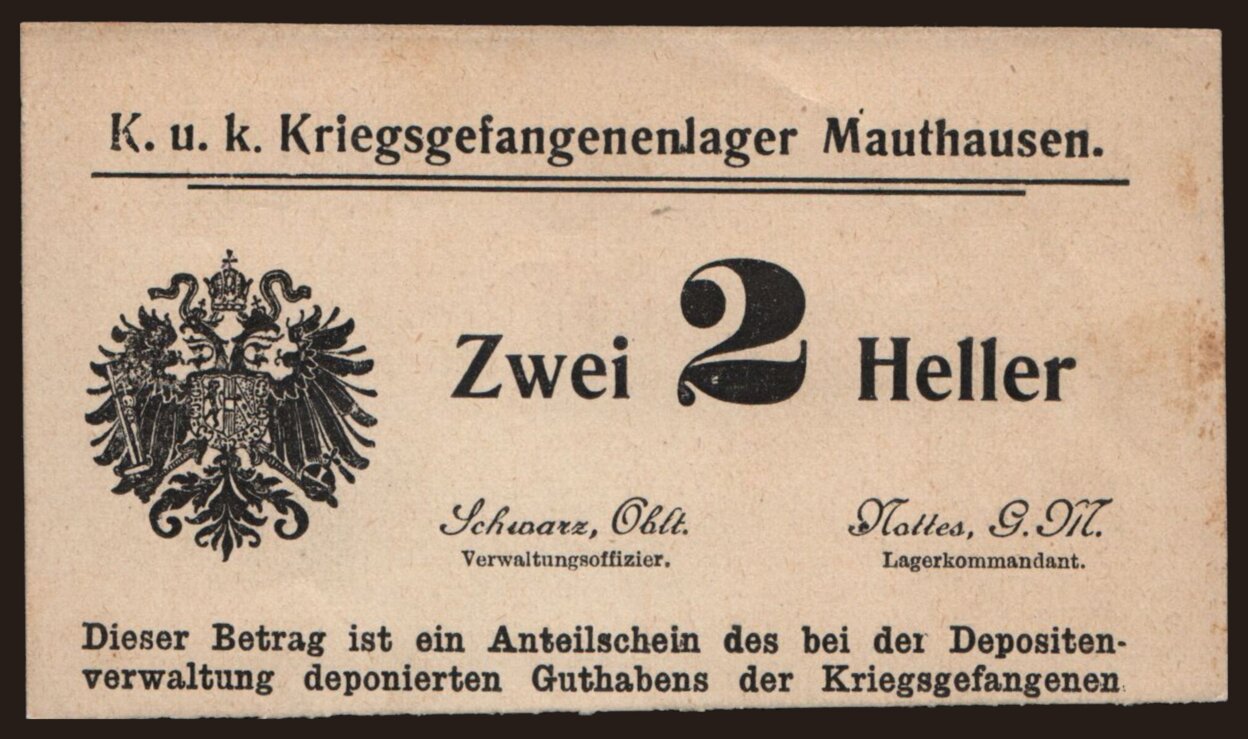 K. u. k. Kriegsgefangenenlager Mauthausen.
Zwei 2 Heller
Schwarz, Oblt. Nottes, G. M.
Verwaltungsoffizier. Lagerkommandant.
Dieser Betrag ist ein Anteilschein des bei der Depositen-
verwaltung deponierten Guthabens der Kriegsgefangenen